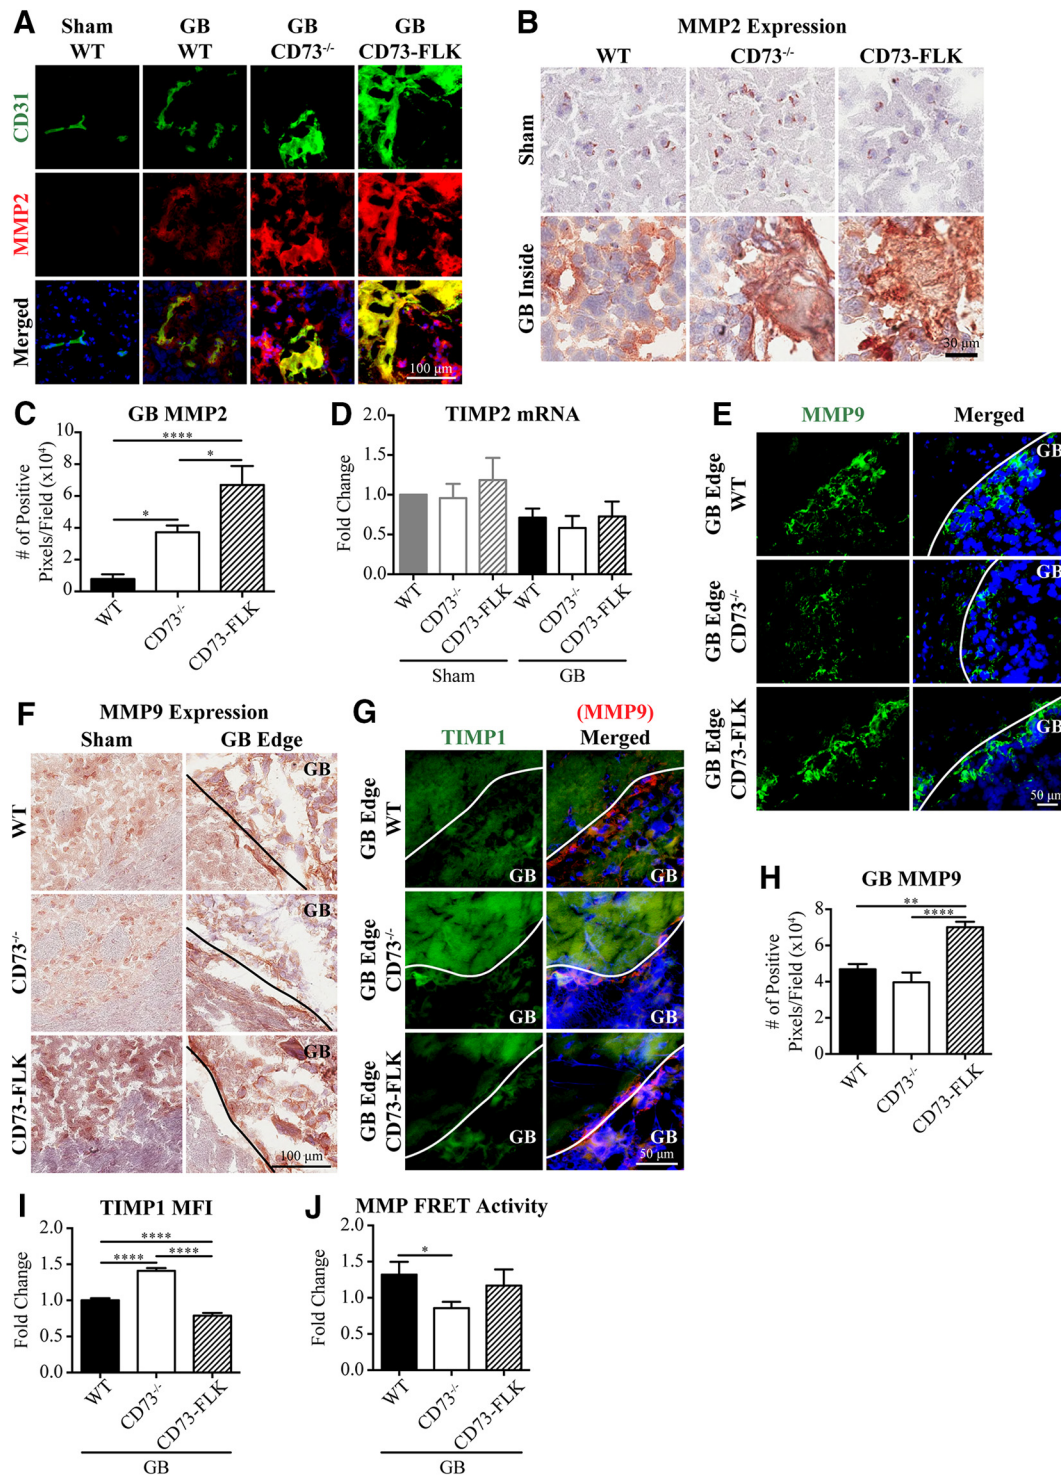 A
Sham
WT
GB
WT
GB
CD73-/-
GB
CD73-FLK
CD31
MMP2
Merged
100 µm
B
MMP2 Expression
WT
CD73-/-
CD73-FLK
Sham
GB Inside
30 µm
C
GB MMP2
# of Positive
Pixels/Field (x10⁴)
10
8
6
4
2
0
****
*
*
WT
CD73-/-
CD73-FLK
D
TIMP2 mRNA
Fold Change
2.0
1.5
1.0
0.5
0.0
WT
CD73-/-
CD73-FLK
WT
CD73-/-
CD73-FLK
Sham
GB
E
MMP9
Merged
GB Edge
WT
GB
GB Edge
CD73-/-
GB
GB Edge
CD73-FLK
GB
50 µm
F
MMP9 Expression
Sham
GB Edge
WT
GB
CD73-/-
GB
CD73-FLK
GB
100 µm
G
TIMP1
(MMP9)
Merged
GB Edge
WT
GB
GB
GB Edge
CD73-/-
GB
GB
GB Edge
CD73-FLK
GB
GB
50 µm
H
GB MMP9
# of Positive
Pixels/Field (x10⁴)
8
6
4
2
0
**
****
WT
CD73-/-
CD73-FLK
I
TIMP1 MFI
Fold Change
2.0
1.5
1.0
0.5
0.0
****
****
****
WT
CD73-/-
CD73-FLK
GB
J
MMP FRET Activity
Fold Change
2.0
1.5
1.0
0.5
0.0
*
WT
CD73-/-
CD73-FLK
GB